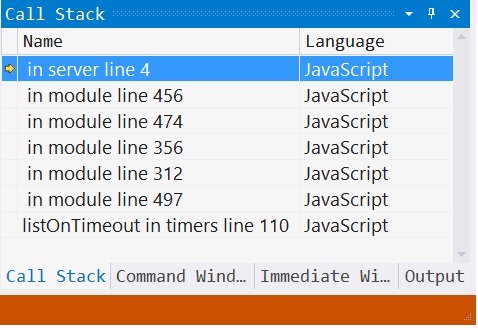 Call Stack
Name Language
in server line 4 JavaScript
in module line 456 JavaScript
in module line 474 JavaScript
in module line 356 JavaScript
in module line 312 JavaScript
in module line 497 JavaScript
listOnTimeout in timers line 110 JavaScript
Call Stack Command Wind... Immediate Wi... Output